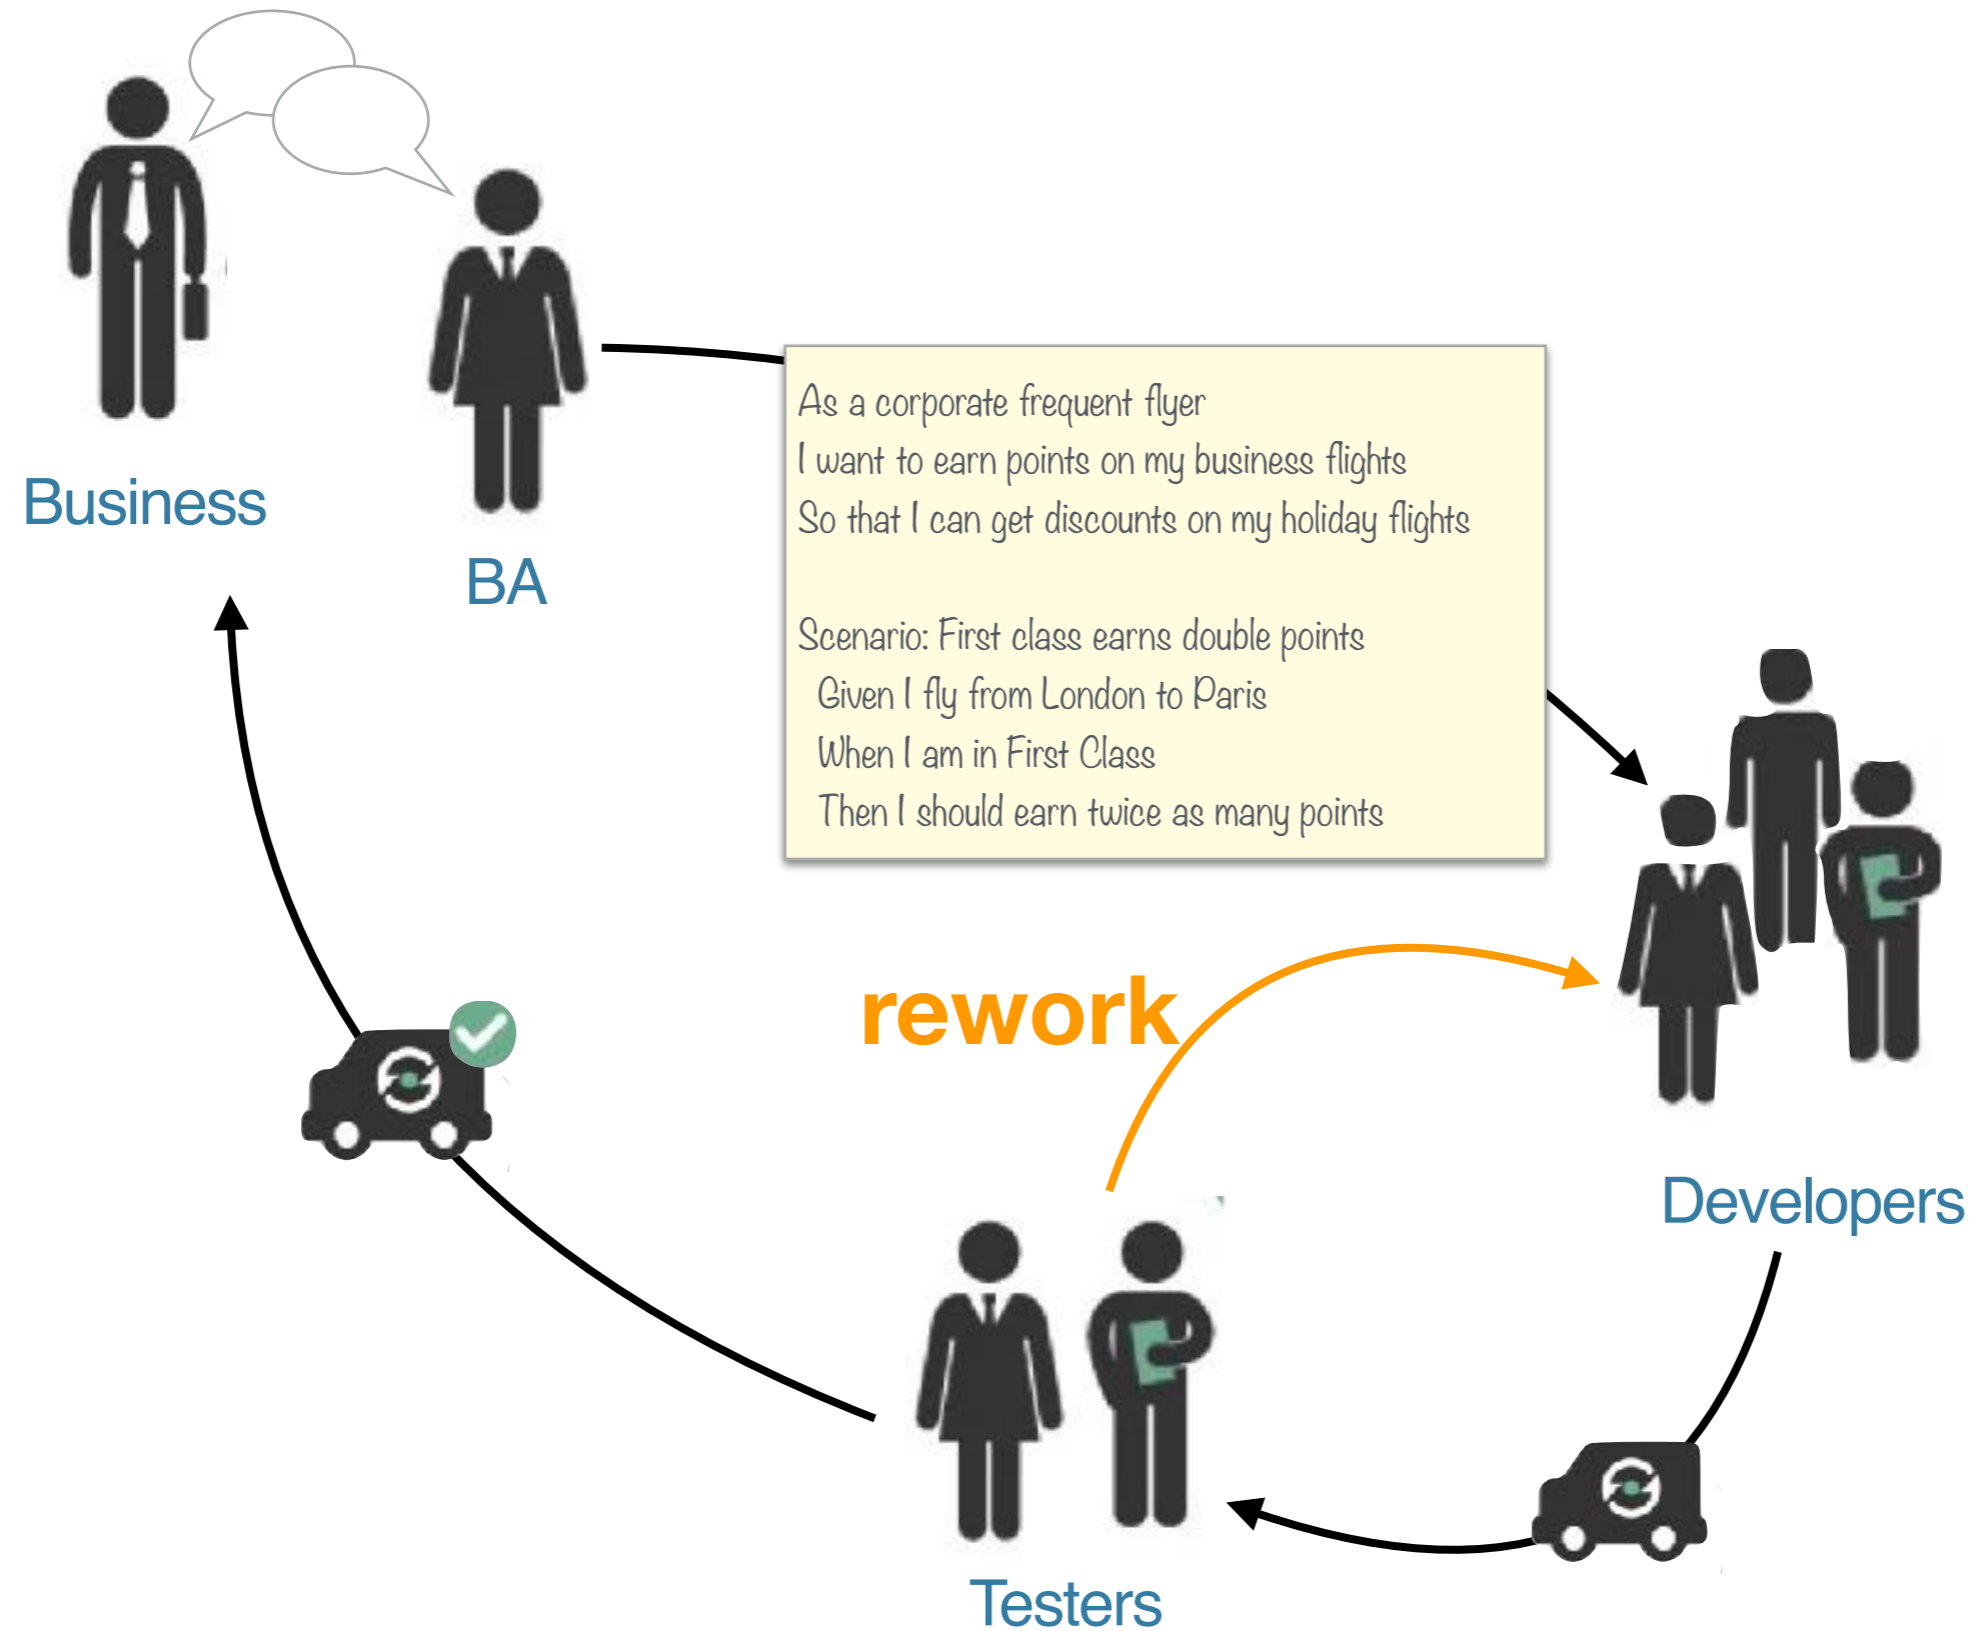 Business
BA
As a corporate frequent flyer
I want to earn points on my business flights
So that I can get discounts on my holiday flights
Scenario: First class earns double points
Given I fly from London to Paris
When I am in First Class
Then I should earn twice as many points
rework
Developers
Testers